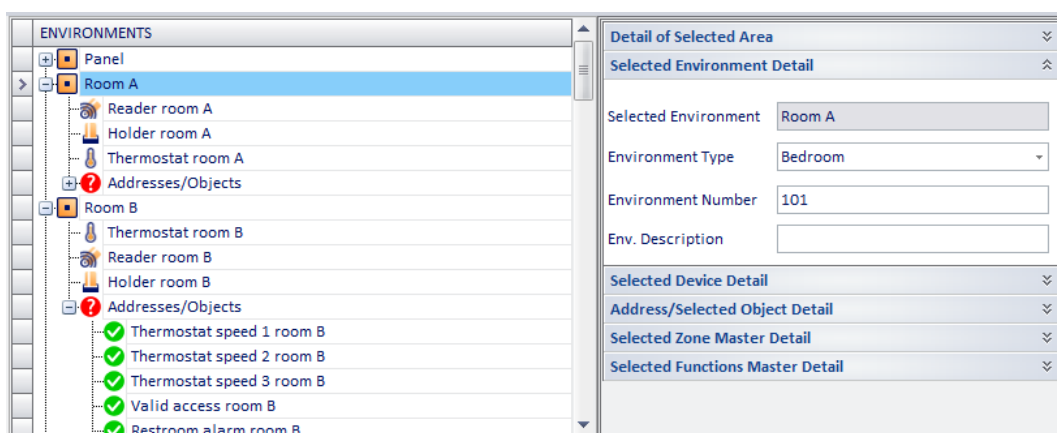 ENVIRONMENTS
Panel
Room A
Reader room A
Holder room A
Thermostat room A
Addresses/Objects
Room B
Thermostat room B
Reader room B
Holder room B
Addresses/Objects
Thermostat speed 1 room B
Thermostat speed 2 room B
Thermostat speed 3 room B
Valid access room B
Restroom alarm room B
Detail of Selected Area
Selected Environment Detail
Selected Environment Room A
Environment Type Bedroom
Environment Number 101
Env. Description
Selected Device Detail
Address/Selected Object Detail
Selected Zone Master Detail
Selected Functions Master Detail